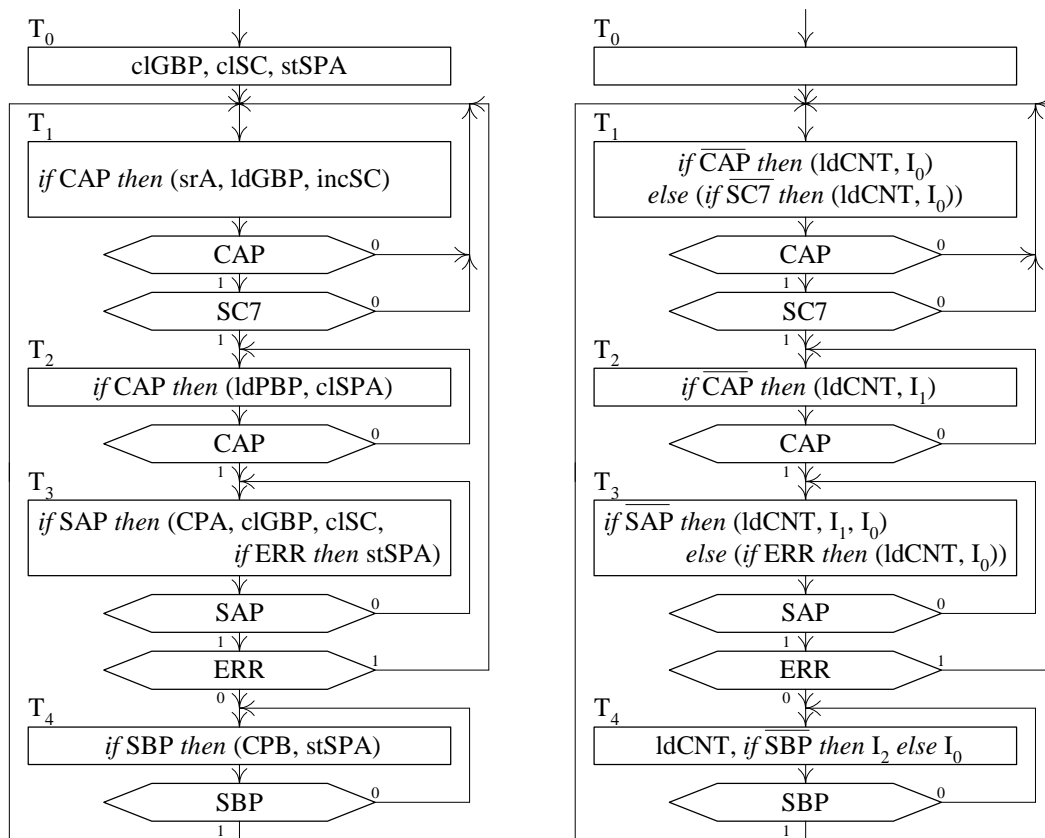 T0
clGBP, clSC, stSPA
T1
if CAP then (srA, ldGBP, incSC)
CAP
0
1
SC7
0
1
T2
if CAP then (ldPBP, clSPA)
CAP
0
1
T3
if SAP then (CPA, clGBP, clSC,
if ERR then stSPA)
SAP
0
1
ERR
1
0
T4
if SBP then (CPB, stSPA)
SBP
0
1
T0
T1
if C̅A̅P̅ then (ldCNT, I0)
else (if S̅C̅7̅ then (ldCNT, I0))
CAP
0
1
SC7
0
1
T2
if C̅A̅P̅ then (ldCNT, I1)
CAP
0
1
T3
if S̅A̅P̅ then (ldCNT, I1, I0)
else (if ERR then (ldCNT, I0))
SAP
0
1
ERR
1
0
T4
ldCNT, if S̅B̅P̅ then I2 else I0
SBP
0
1